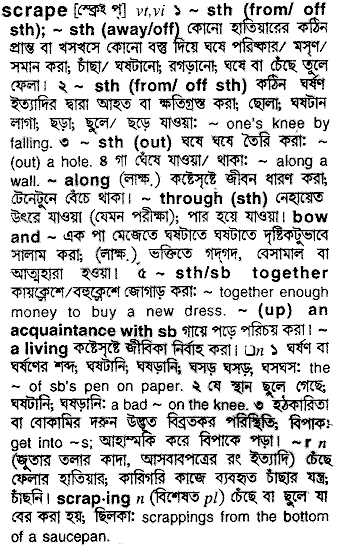 scrape [স্ক্রেই প্] vt,vi ১ ~ sth (from/ off
sth); ~ sth (away/off) কোনো হাতিয়ারের কঠিন
প্রান্ত বা খসখসে কোনো বস্তু দিয়ে ঘষে পরিষ্কার/ মসৃণ/
সমান করা; চাঁছা/ ঘষটানো; রগড়ানো; ঘষে বা চেঁছে তুলে
ফেলা। ২ ~ sth (from/ off sth) কঠিন ঘর্ষণ
ইত্যাদির দ্বারা আহত বা ক্ষতিগ্রস্ত করা; ছোলা; ঘষটান
লাগা; ছড়া; ছুলে/ ছড়ে যাওয়া: ~ one's knee by
falling. ৩ ~ sth (out) ঘষে ঘষে তৈরি করা: ~
(out) a hole. ৪ গা ঘেঁষে যাওয়া/ থাকা: ~ along a
wall. ~ along (লাক্ষ.) কষ্টেসৃষ্টে জীবন ধারণ করা;
টেনেটুনে বেঁচে থাকা। ~ through (sth) নেহায়েত
উৎরে যাওয়া (যেমন পরীক্ষা); পার হয়ে যাওয়া। bow
and ~ এক পা মেজেতে ঘষটাতে ঘষটাতে দৃষ্টিকটুভাবে
সালাম করা; (লাক্ষ.) ভক্তিতে গদ্‌গদ, বেসামাল বা
আত্মহারা হওয়া। ৫ ~ sth/sb together
কায়ক্লেশে/বহুক্লেশে জোগাড় করা: ~ together enough
money to buy a new dress. ~ (up) an
acquaintance with sb গায়ে পড়ে পরিচয় করা। ~
a living কষ্টেসৃষ্টে জীবিকা নির্বাহ করা। □n ১ ঘর্ষণ বা
ঘর্ষণের শব্দ; ঘষটানি; ঘষড়ানি; ঘসড় ঘসড়; ঘসঘস: the
~ of sb's pen on paper. ২ যে স্থান ছুলে গেছে;
ঘষটানি; ঘষড়ানি: a bad ~ on the knee. ৩ হঠকারিতা
বা বোকামির দরুন উদ্ভূত বিব্রতকর পরিস্থিতি; বিপাক:
get into ~s; আহাম্মকি করে বিপাকে পড়া। ~r n
(জুতার তলার কাদা, আসবাবপত্রের রং ইত্যাদি) চেঁছে
ফেলার হাতিয়ার; কারিগরি কাজে ব্যবহৃত চাঁছার যন্ত্র;
চাঁছনি। scrap·ing n (বিশেষত pl) চেঁছে বা ছুলে যা
বের করা হয়; ছিলকা: scrappings from the bottom
of a saucepan.